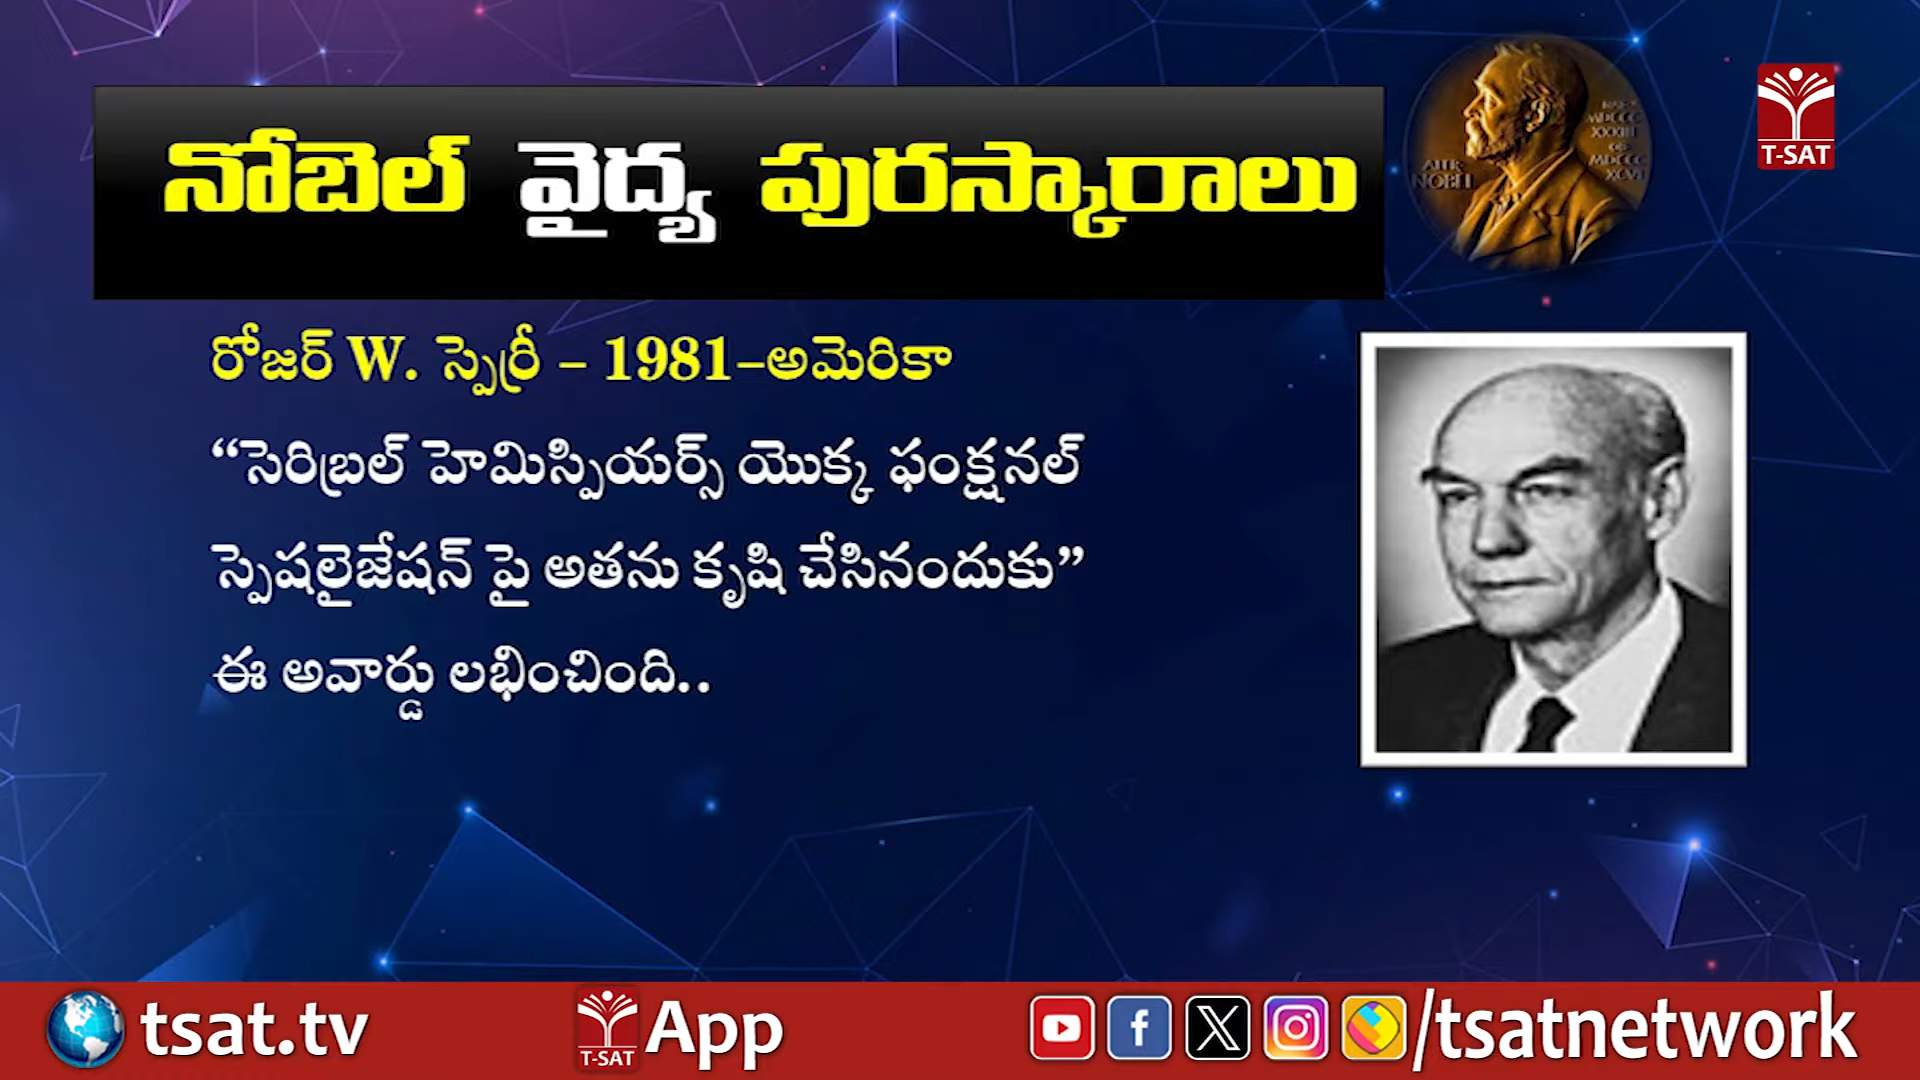 నోబెల్ వైద్య పురస్కారాలు
T-SAT
రోజర్ W. స్పెర్రీ - 1981-అమెరికా
“సెరిబ్రల్ హెమిస్పియర్స్ యొక్క ఫంక్షనల్
స్పెషలైజేషన్ పై అతను కృషి చేసినందుకు”
ఈ అవార్డు లభించింది..
tsat.tv
T-SAT App
/tsatnetwork